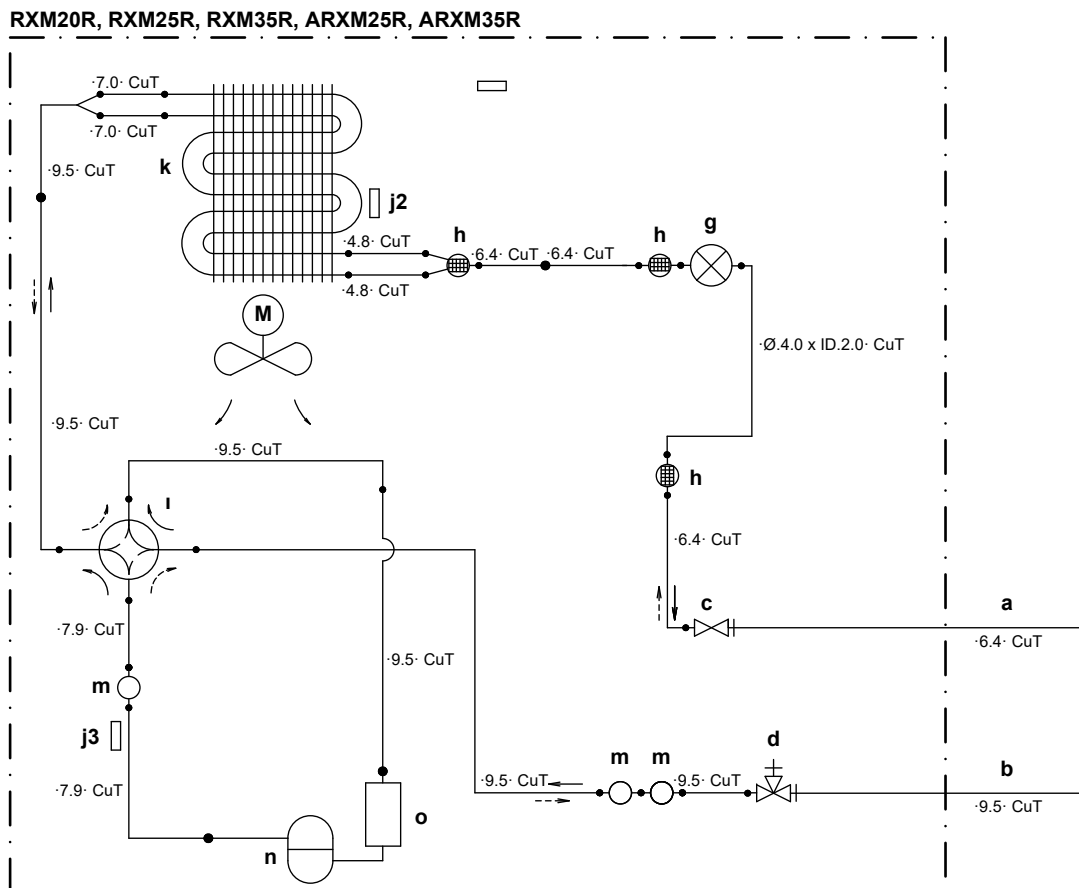 RXM20R, RXM25R, RXM35R, ARXM25R, ARXM35R
·7.0· CuT
·7.0· CuT
k
·9.5· CuT
j2
·4.8· CuT
h
·6.4· CuT
·6.4· CuT
h
g
·4.8· CuT
M
·Ø.4.0 x ID.2.0· CuT
·9.5· CuT
·9.5· CuT
h
l
·6.4· CuT
c
a
·6.4· CuT
·7.9· CuT
·9.5· CuT
m
j3
·7.9· CuT
m
m
d
b
·9.5· CuT
·9.5· CuT
·9.5· CuT
o
n